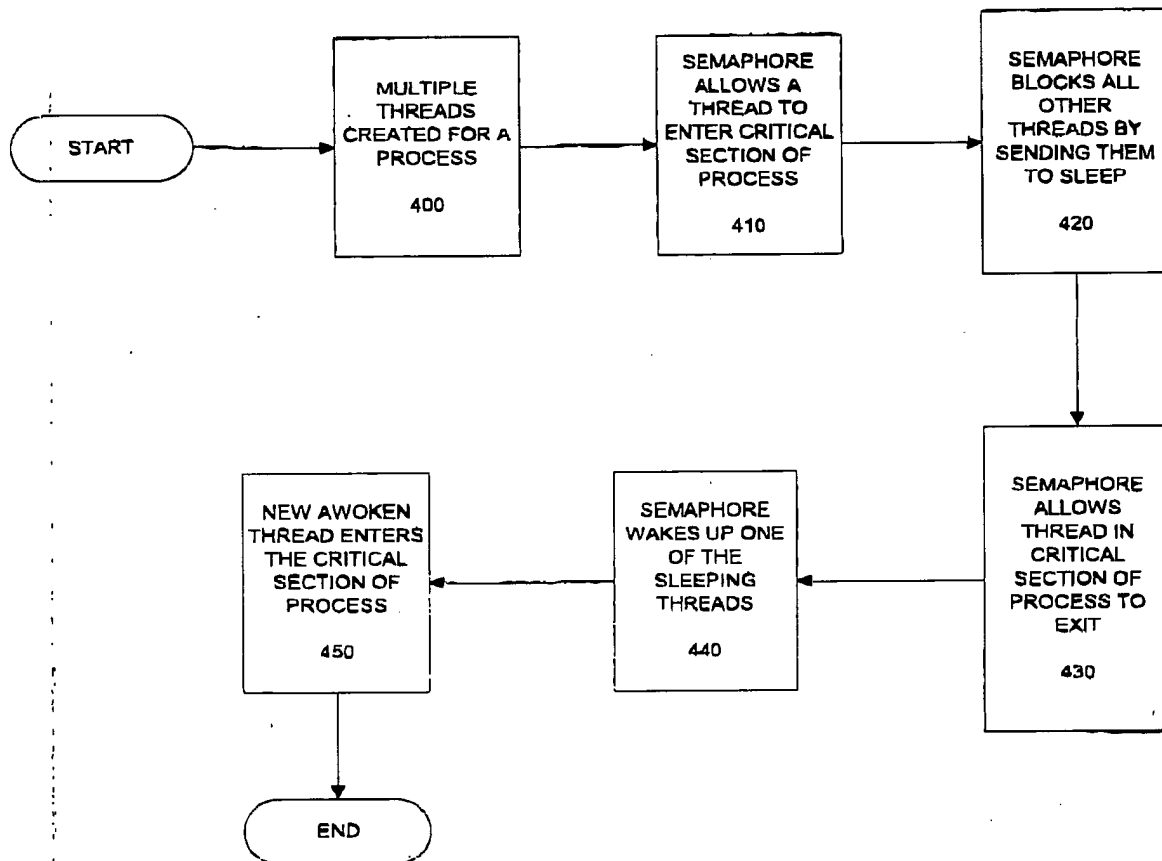 START
MULTIPLE
THREADS
CREATED FOR A
PROCESS
400
SEMAPHORE
ALLOWS A
THREAD TO
ENTER CRITICAL
SECTION OF
PROCESS
410
SEMAPHORE
BLOCKS ALL
OTHER
THREADS BY
SENDING THEM
TO SLEEP
420
SEMAPHORE
ALLOWS
THREAD IN
CRITICAL
SECTION OF
PROCESS TO
EXIT
430
SEMAPHORE
WAKES UP ONE
OF THE
SLEEPING
THREADS
440
NEW AWOKEN
THREAD ENTERS
THE CRITICAL
SECTION OF
PROCESS
450
END